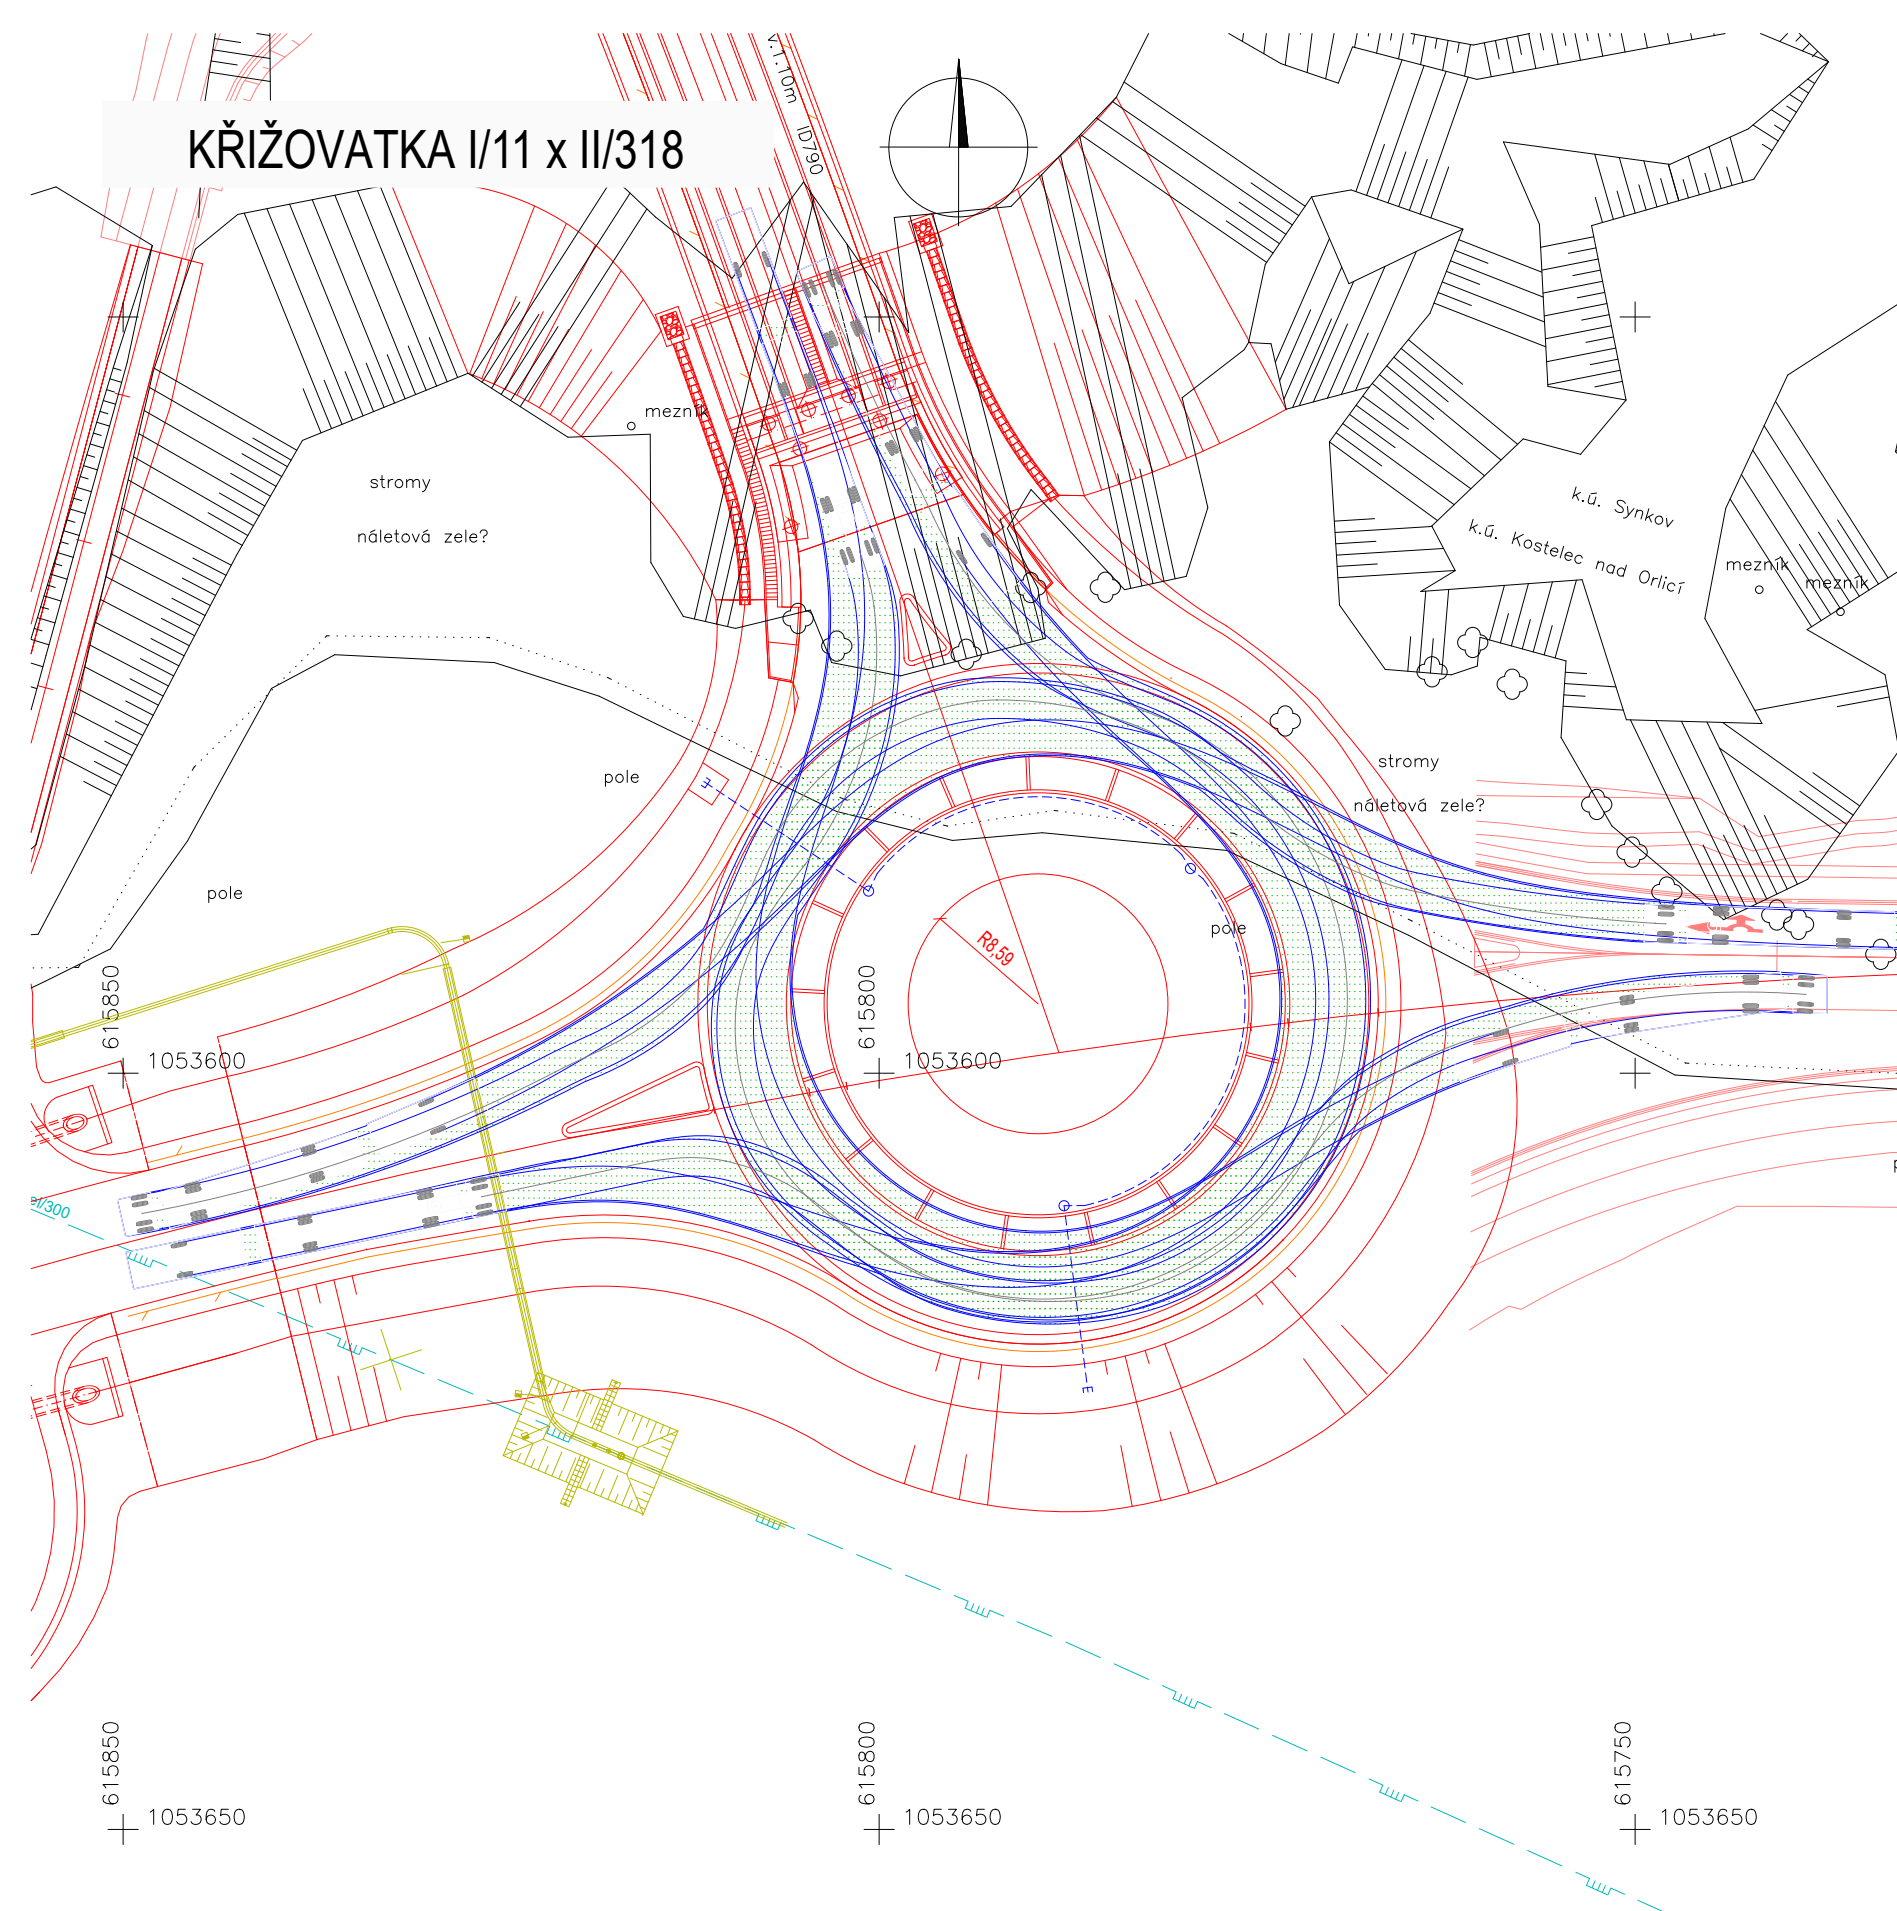 v.T.10m ID790
KŘIŽOVATKA I/11 x II/318
mezník
stromy
náletová zele?
k.ú. Synkov
k.ú. Kostelec nad Orlicí
mezník
mezník
pole
stromy
náletová zele?
pole
pole
R8,59
615850
1053600
615800
1053600
615850
1053650
615800
1053650
615750
1053650